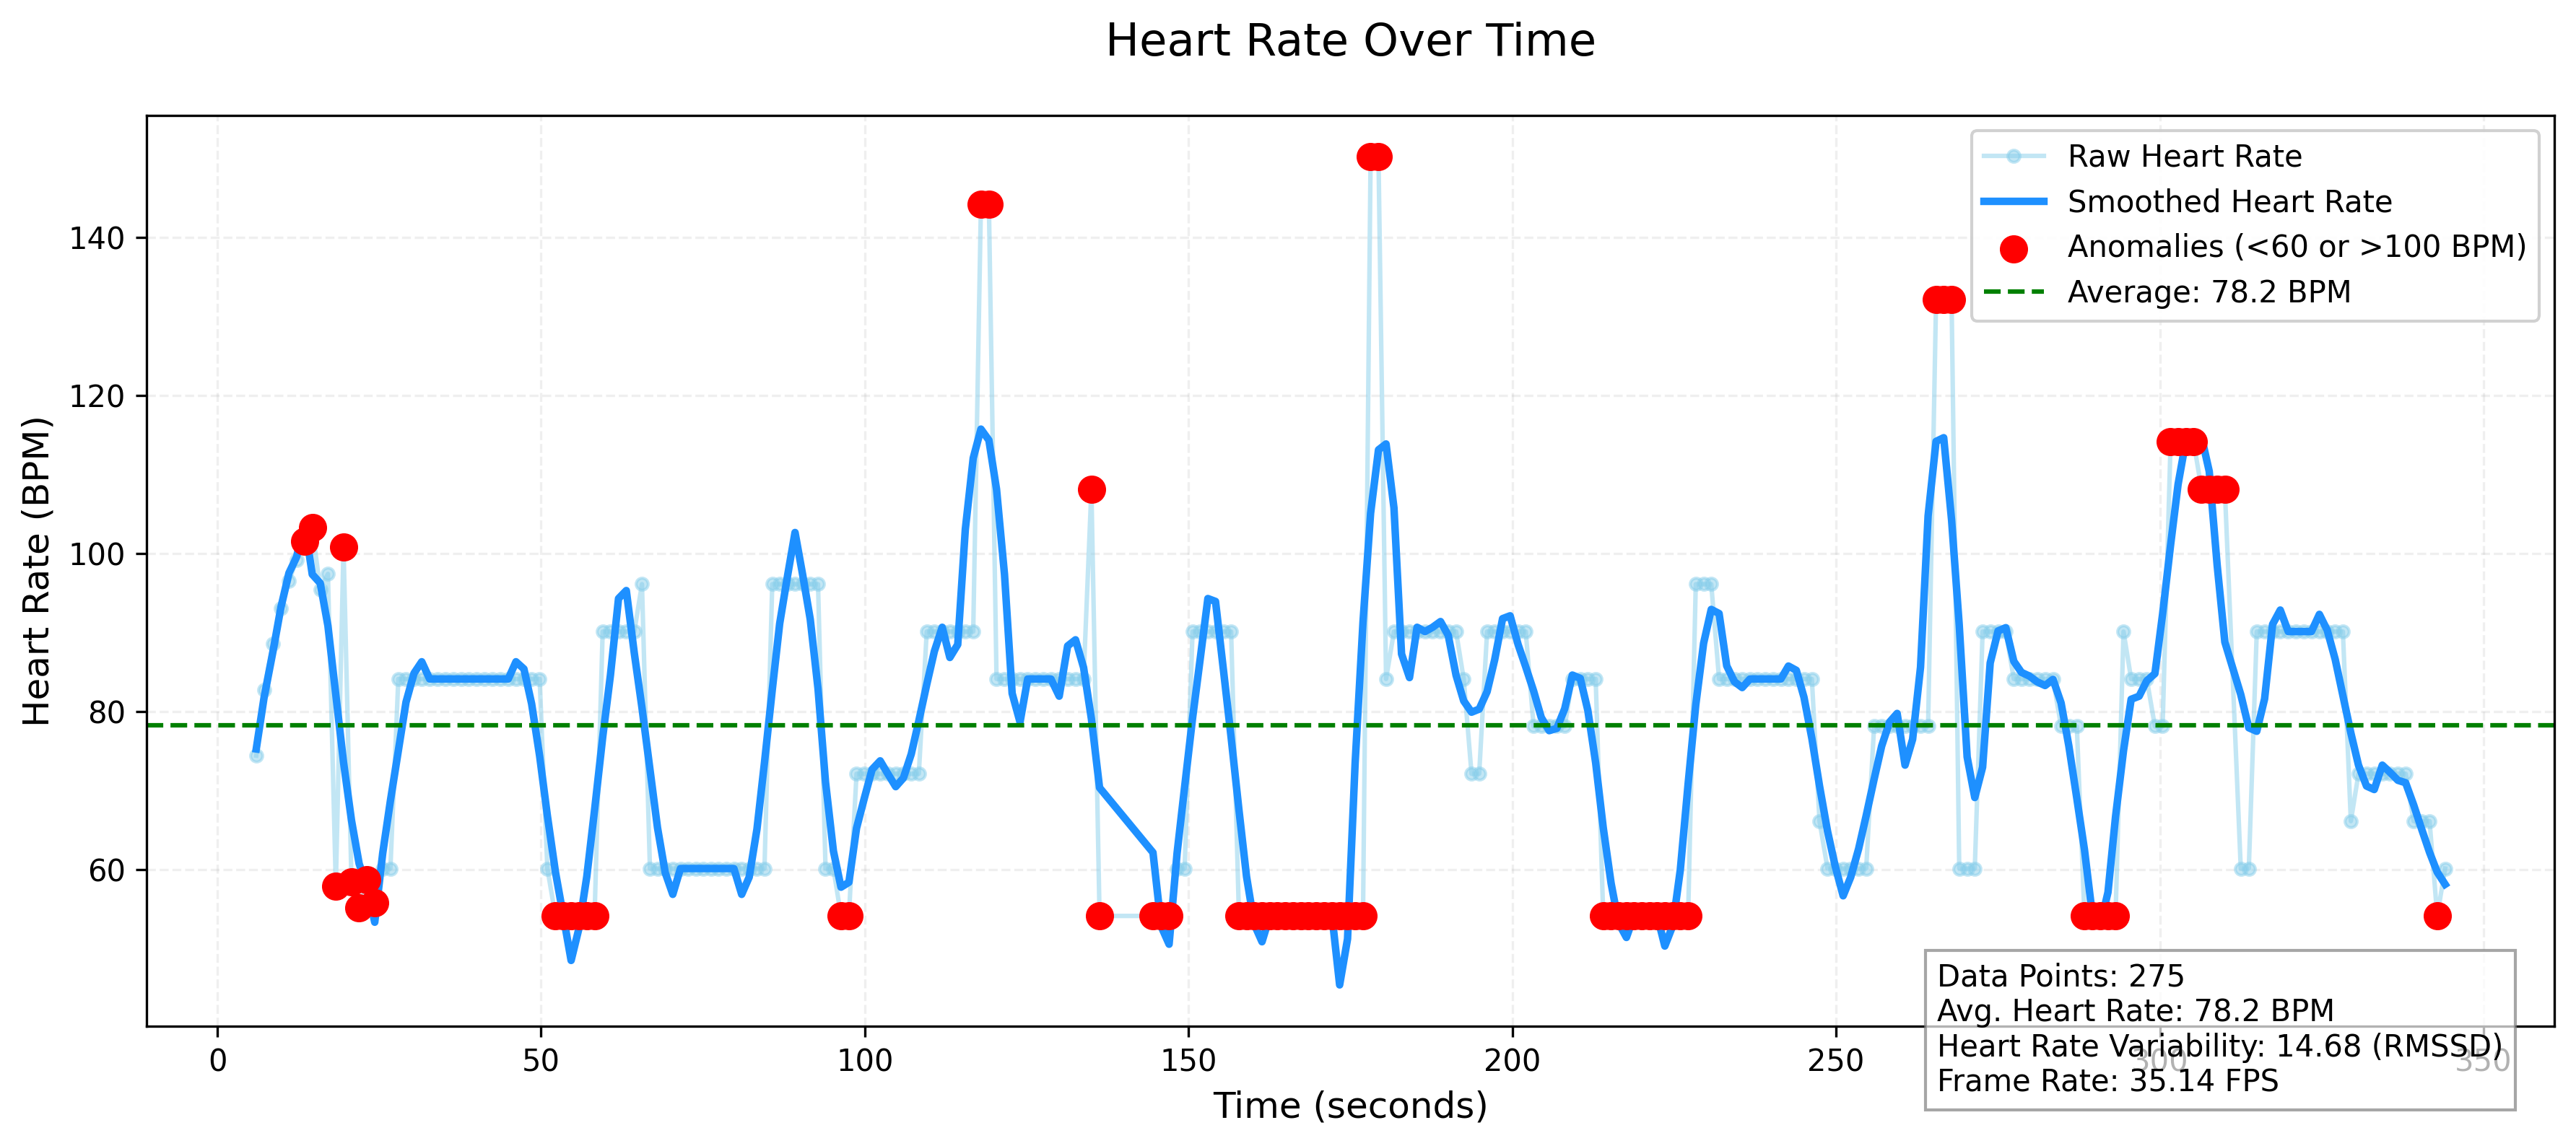 Heart Rate Over Time
Heart Rate (BPM)
140
120
100
80
60
Raw Heart Rate
Smoothed Heart Rate
Anomalies (<60 or >100 BPM)
Average: 78.2 BPM
Data Points: 275
Avg. Heart Rate: 78.2 BPM
Heart Rate Variability: 14.68 (RMSSD)
Frame Rate: 35.14 FPS
0
50
100
150
200
250
300
350
Time (seconds)